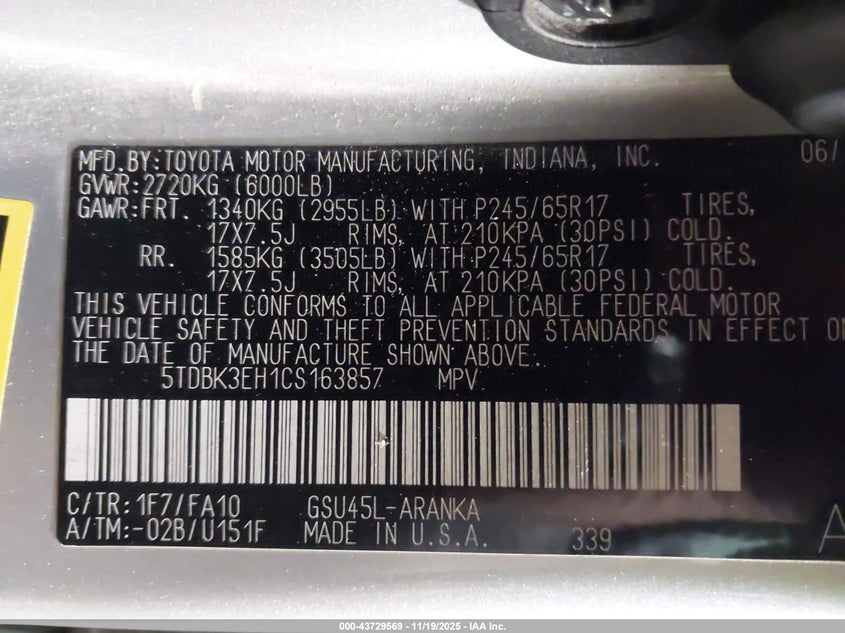 MFD.BY:TOYOTA MOTOR MANUFACTURING, INDIANA, INC. 06/
GVWR:2720KG (6000LB)
GAWR:FRT. 1340KG (2955LB) WITH P245/65R17 TIRES,
17X7.5J RIMS, AT 210KPA (30PSI) COLD.
RR. 1585KG (3505LB) WITH P245/65R17 TIRES,
17X7.5J RIMS, AT 210KPA (30PSI) COLD.
THIS VEHICLE CONFORMS TO ALL APPLICABLE FEDERAL MOTOR
VEHICLE SAFETY AND THEFT PREVENTION STANDARDS IN EFFECT ON
THE DATE OF MANUFACTURE SHOWN ABOVE.
5TDBK3EH1CS163857 MPV
C/TR:1F7/FA10 GSU45L-ARANKA
A/TM:-02B/U151F MADE IN U.S.A. 339 A
000-43729569 - 11/19/2025 - IAA Inc.